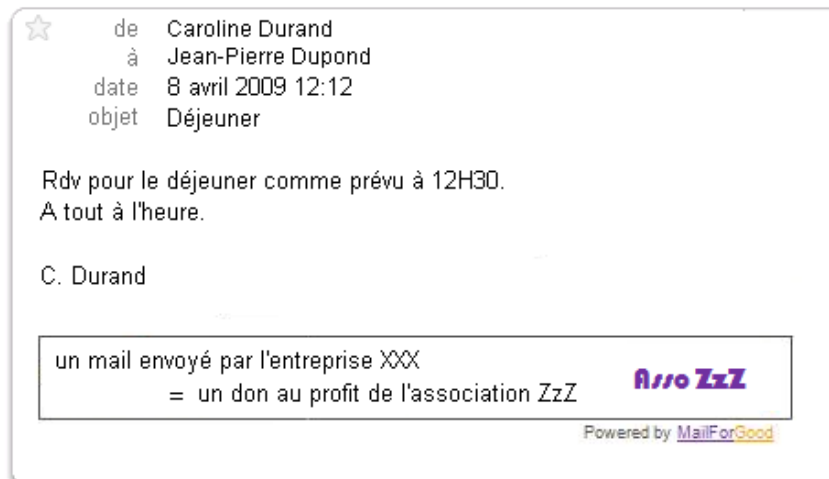 de Caroline Durand
à Jean-Pierre Dupond
date 8 avril 2009 12:12
objet Déjeuner
Rdv pour le déjeuner comme prévu à 12H30.
A tout à l'heure.
C. Durand
un mail envoyé par l'entreprise XXX
= un don au profit de l'association ZzZ
Asso ZzZ
Powered by MailForGood